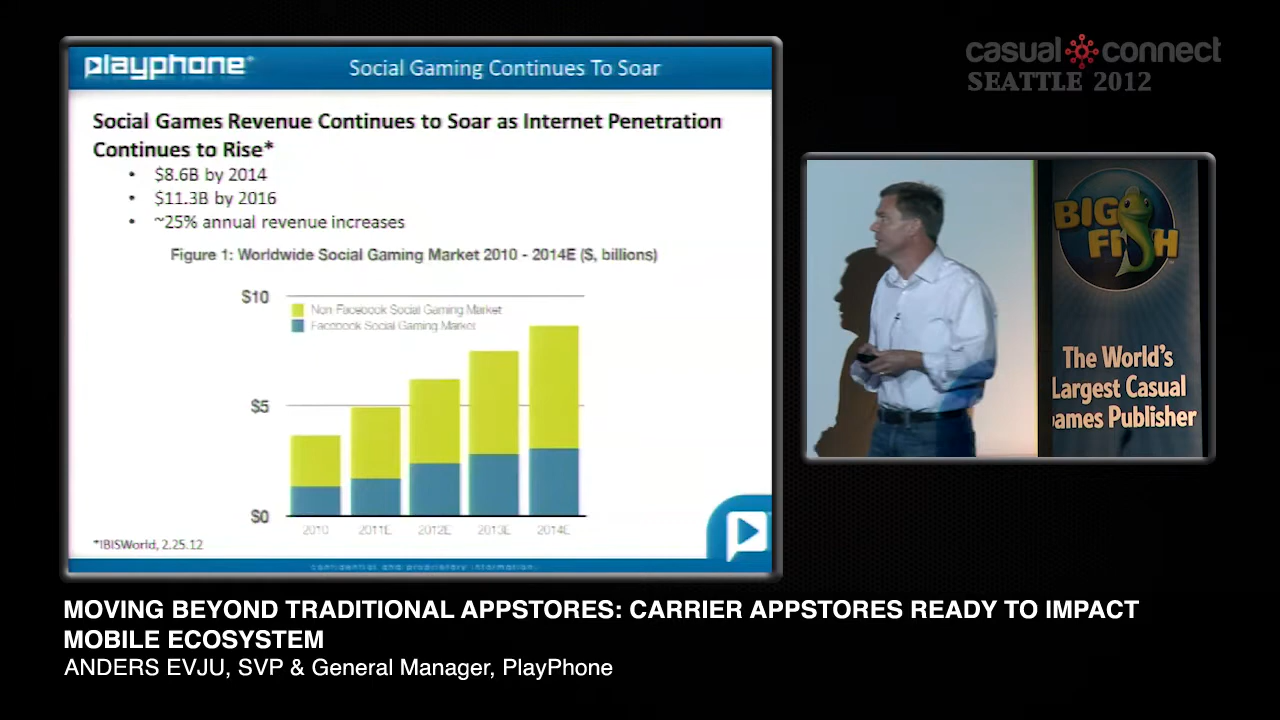 playphone
Social Gaming Continues To Soar
Social Games Revenue Continues to Soar as Internet Penetration
Continues to Rise*
• $8.6B by 2014
• $11.3B by 2016
• ~25% annual revenue increases
Figure 1: Worldwide Social Gaming Market 2010 - 2014E ($, billions)
$10
Non Facebook Social Gaming Market
Facebook Social Gaming Market
$5
$0
2010 2011E 2012E 2013E 2014E
*IBISWorld, 2.25.12
confidential and proprietary information.
casual connect
SEATTLE 2012
BIG
FISH
The World's
Largest Casual
ames Publisher
MOVING BEYOND TRADITIONAL APPSTORES: CARRIER APPSTORES READY TO IMPACT
MOBILE ECOSYSTEM
ANDERS EVJU, SVP & General Manager, PlayPhone